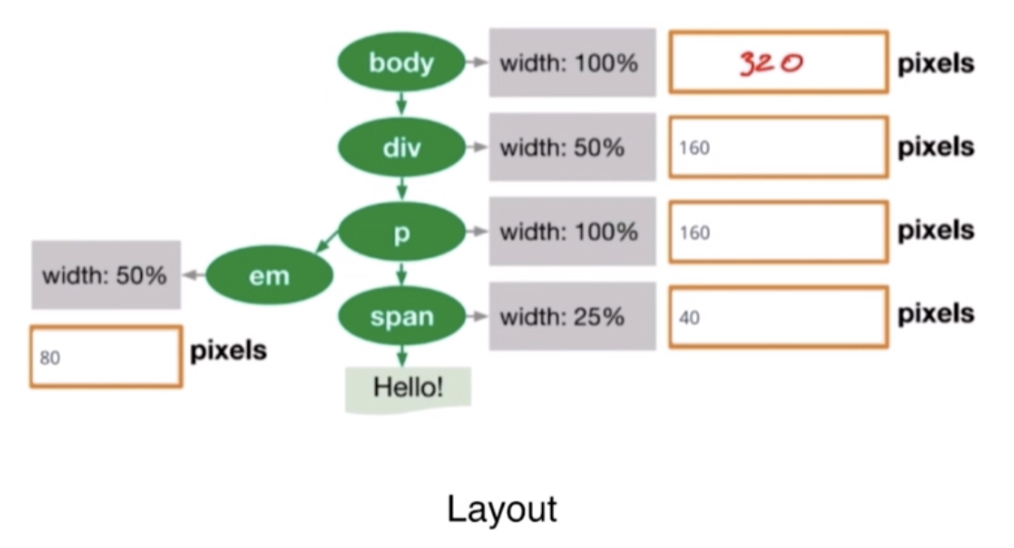 body width: 100% 320 pixels
div width: 50% 160 pixels
p width: 100% 160 pixels
width: 50% em
span width: 25% 40 pixels
80 pixels
Hello!
Layout